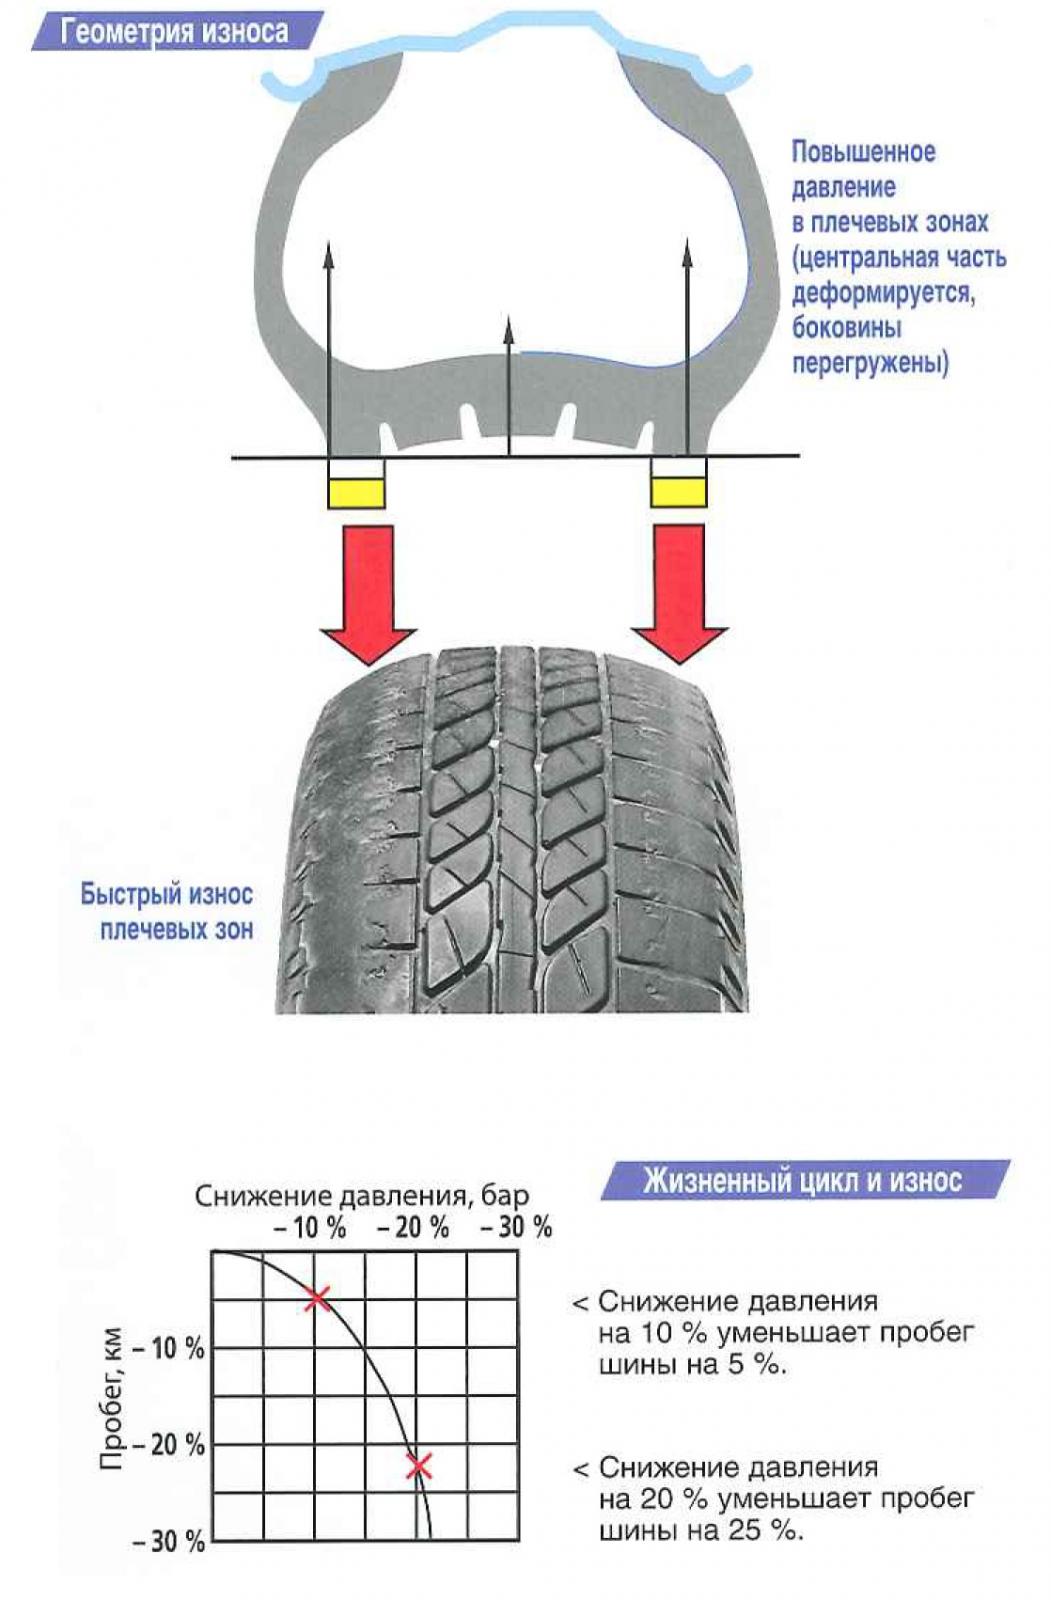 Геометрия износа
Повышенное
давление
в плечевых зонах
(центральная часть
деформируется,
боковины
перегружены)
Быстрый износ
плечевых зон
Жизненный цикл и износ
Снижение давления, бар
– 10 % – 20 % – 30 %
Пробег, км
– 10 %
– 20 %
– 30 %
< Снижение давления
на 10 % уменьшает пробег
шины на 5 %.
< Снижение давления
на 20 % уменьшает пробег
шины на 25 %.